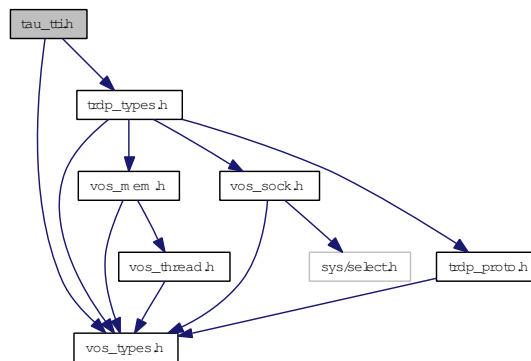 tau_tti.h
trdp_types.h
vos_mem.h
vos_sock.h
vos_thread.h
sys/select.h
trdp_proto.h
vos_types.h